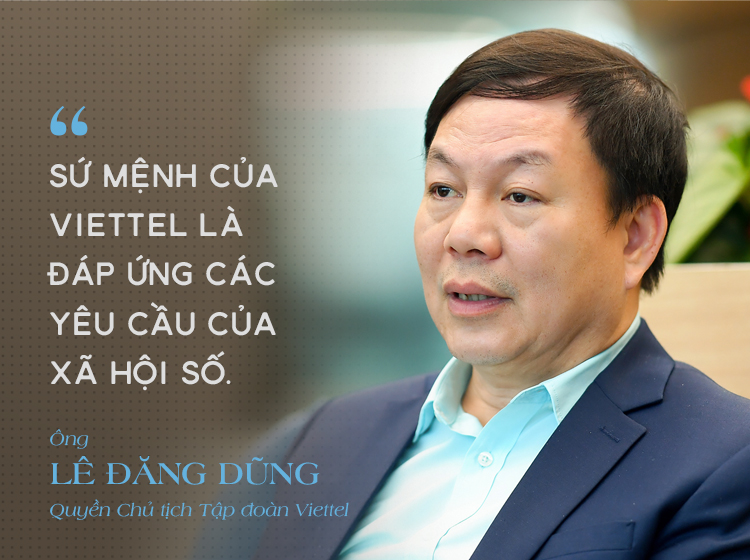 “
SỨ MỆNH CỦA
VIETTEL LÀ
ĐÁP ỨNG CÁC
YÊU CẦU CỦA
XÃ HỘI SỐ.
Ông
LÊ ĐĂNG DŨNG
Quyền Chủ tịch Tập đoàn Viettel